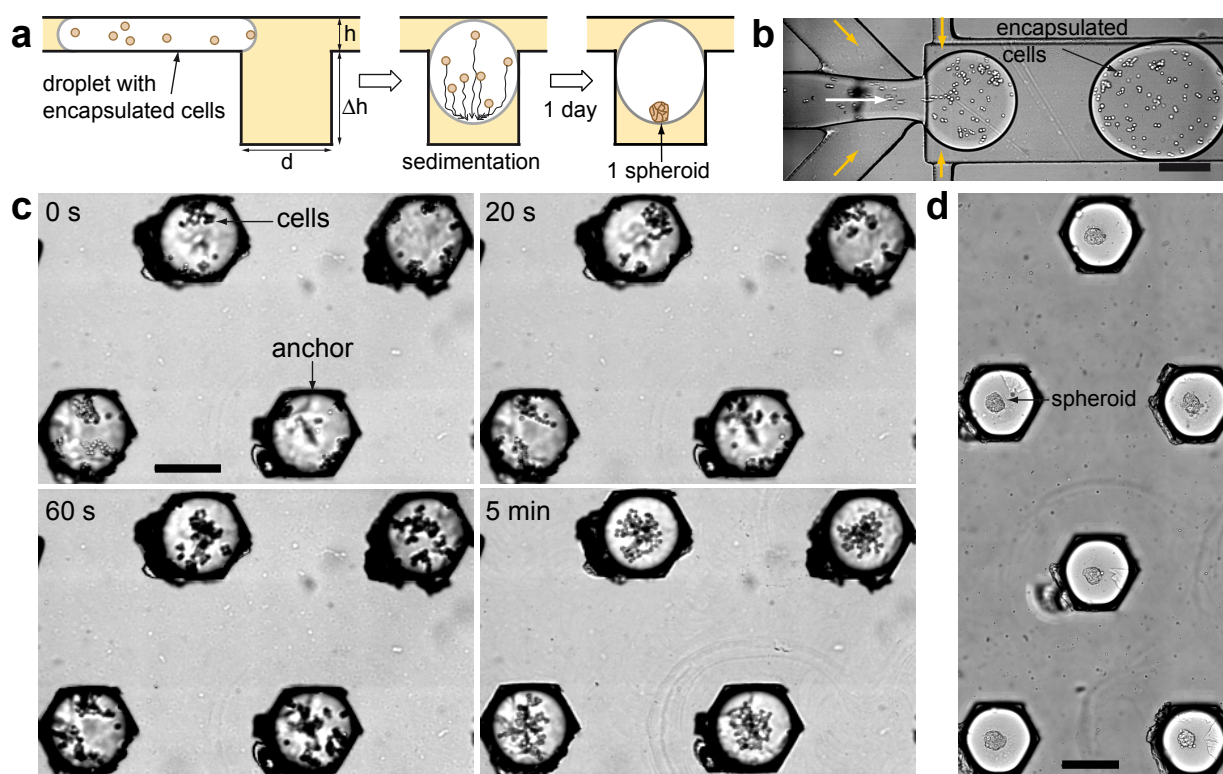 a
h
droplet with
encapsulated cells
Δh
d
sedimentation
1 day
1 spheroid
b
encapsulated
cells
c
0 s
cells
anchor
20 s
60 s
5 min
d
spheroid